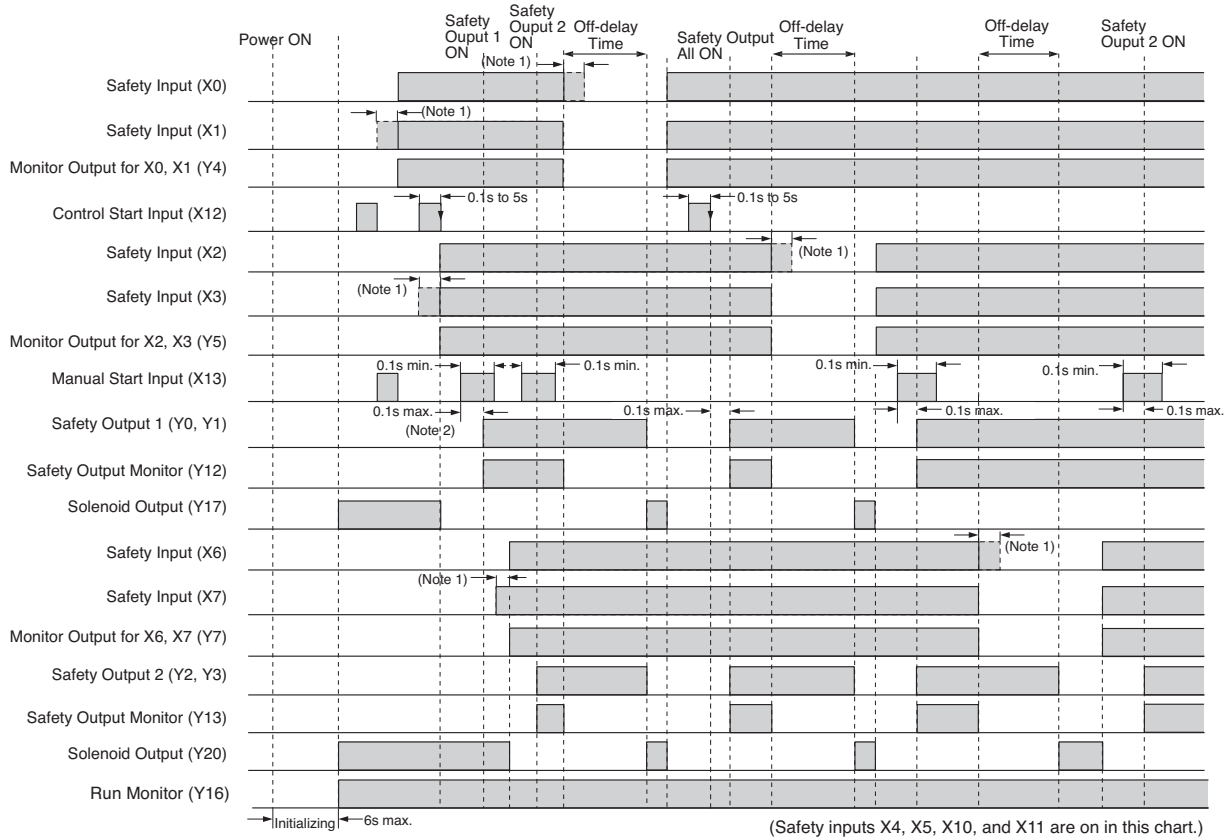 Power ON
Safety
Ouput 1
ON
Safety
Ouput 2
ON
Off-delay
Time
Safety Output
All ON
Off-delay
Time
Off-delay
Time
Safety
Ouput 2 ON
(Note 1)
Safety Input (X0)
(Note 1)
Safety Input (X1)
Monitor Output for X0, X1 (Y4)
0.1s to 5s
0.1s to 5s
Control Start Input (X12)
Safety Input (X2)
(Note 1)
(Note 1)
Safety Input (X3)
Monitor Output for X2, X3 (Y5)
0.1s min.
0.1s min.
0.1s min.
0.1s min.
Manual Start Input (X13)
0.1s max.
(Note 2)
0.1s max.
0.1s max.
0.1s max.
Safety Output 1 (Y0, Y1)
Safety Output Monitor (Y12)
Solenoid Output (Y17)
Safety Input (X6)
(Note 1)
(Note 1)
Safety Input (X7)
Monitor Output for X6, X7 (Y7)
Safety Output 2 (Y2, Y3)
Safety Output Monitor (Y13)
Solenoid Output (Y20)
Run Monitor (Y16)
Initializing
6s max.
(Safety inputs X4, X5, X10, and X11 are on in this chart.)